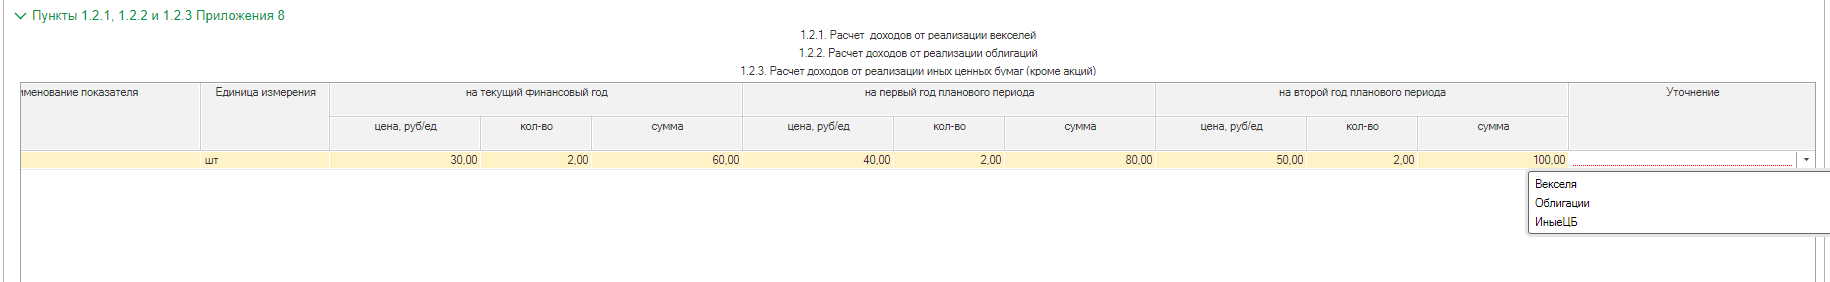 Пункты 1.2.1, 1.2.2 и 1.2.3 Приложения 8
1.2.1. Расчет доходов от реализации векселей
1.2.2. Расчет доходов от реализации облигаций
1.2.3. Расчет доходов от реализации иных ценных бумаг (кроме акций)
именование показателя Единица измерения на текущий финансовый год на первый год планового периода на второй год планового периода Уточнение
цена, руб/ед кол-во сумма цена, руб/ед кол-во сумма цена, руб/ед кол-во сумма
шт 30,00 2,00 60,00 40,00 2,00 80,00 50,00 2,00 100,00
Векселя
Облигации
ИныеЦБ